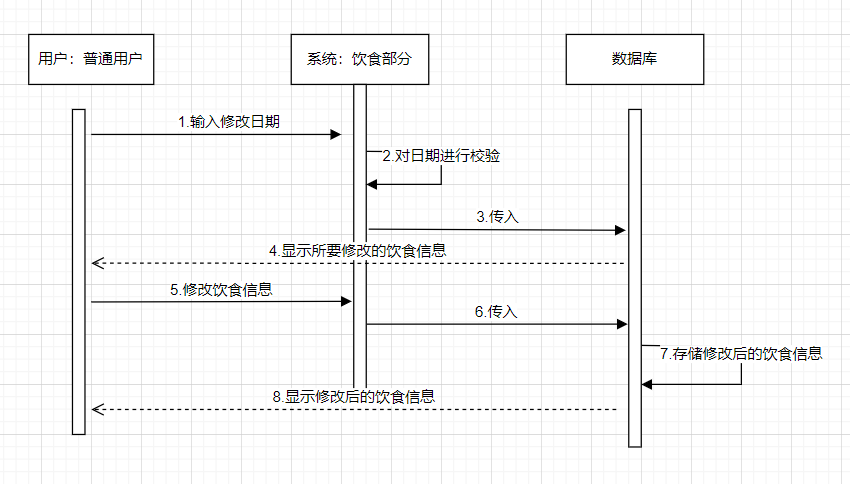 用户：普通用户
系统：饮食部分
数据库
1.输入修改日期
2.对日期进行校验
3.传入
4.显示所要修改的饮食信息
5.修改饮食信息
6.传入
7.存储修改后的饮食信息
8.显示修改后的饮食信息